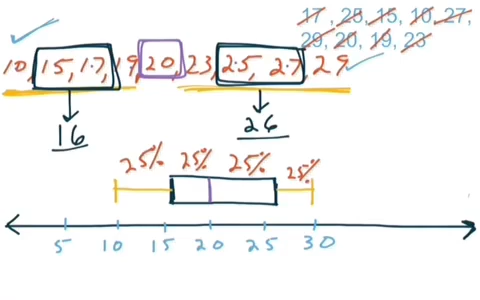 17, 25, 15, 10, 27,
29, 20, 19, 23
10, 15, 17, 19, 20, 23, 25, 27, 29
16 26
25% 25% 25% 25%
5 10 15 20 25 30